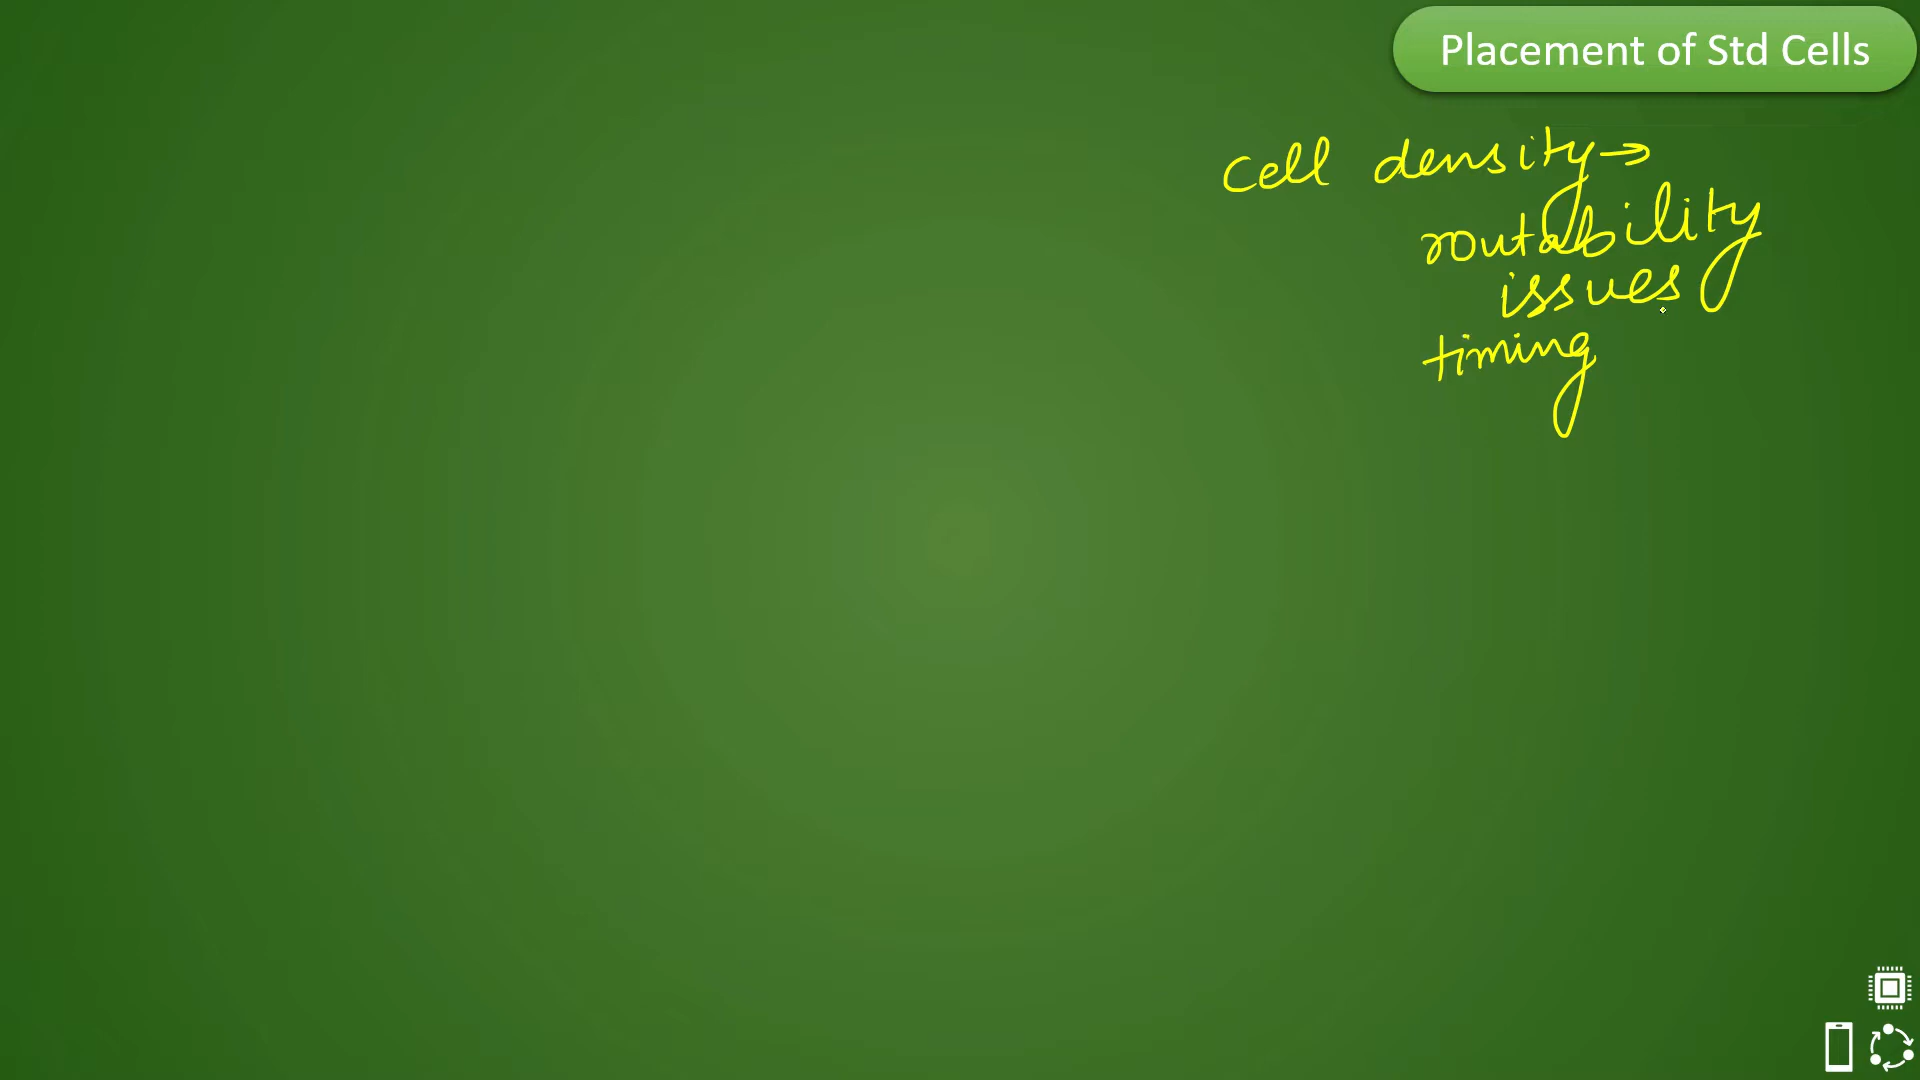 Placement of Std Cells
cell density→
routability
issues
timing